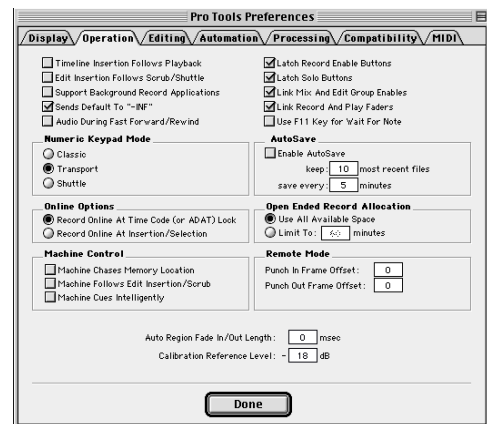 Pro Tools Preferences
Display Operation Editing Automation Processing Compatibility MIDI
Timeline Insertion Follows Playback
Edit Insertion Follows Scrub/Shuttle
Support Background Record Applications
Sends Default To "-INF"
Audio During Fast Forward/Rewind
Latch Record Enable Buttons
Latch Solo Buttons
Link Mix And Edit Group Enables
Link Record And Play Faders
Use F11 Key for Wait For Note
Numeric Keypad Mode
Classic
Transport
Shuttle
AutoSave
Enable AutoSave
keep: 10 most recent files
save every: 5 minutes
Online Options
Record Online At Time Code (or ADAT) Lock
Record Online At Insertion/Selection
Open Ended Record Allocation
Use All Available Space
Limit To: minutes
Machine Control
Machine Chases Memory Location
Machine Follows Edit Insertion/Scrub
Machine Cues Intelligently
Remote Mode
Punch In Frame Offset: 0
Punch Out Frame Offset: 0
Auto Region Fade In/Out Length: 0 msec
Calibration Reference Level: - 18 dB
Done